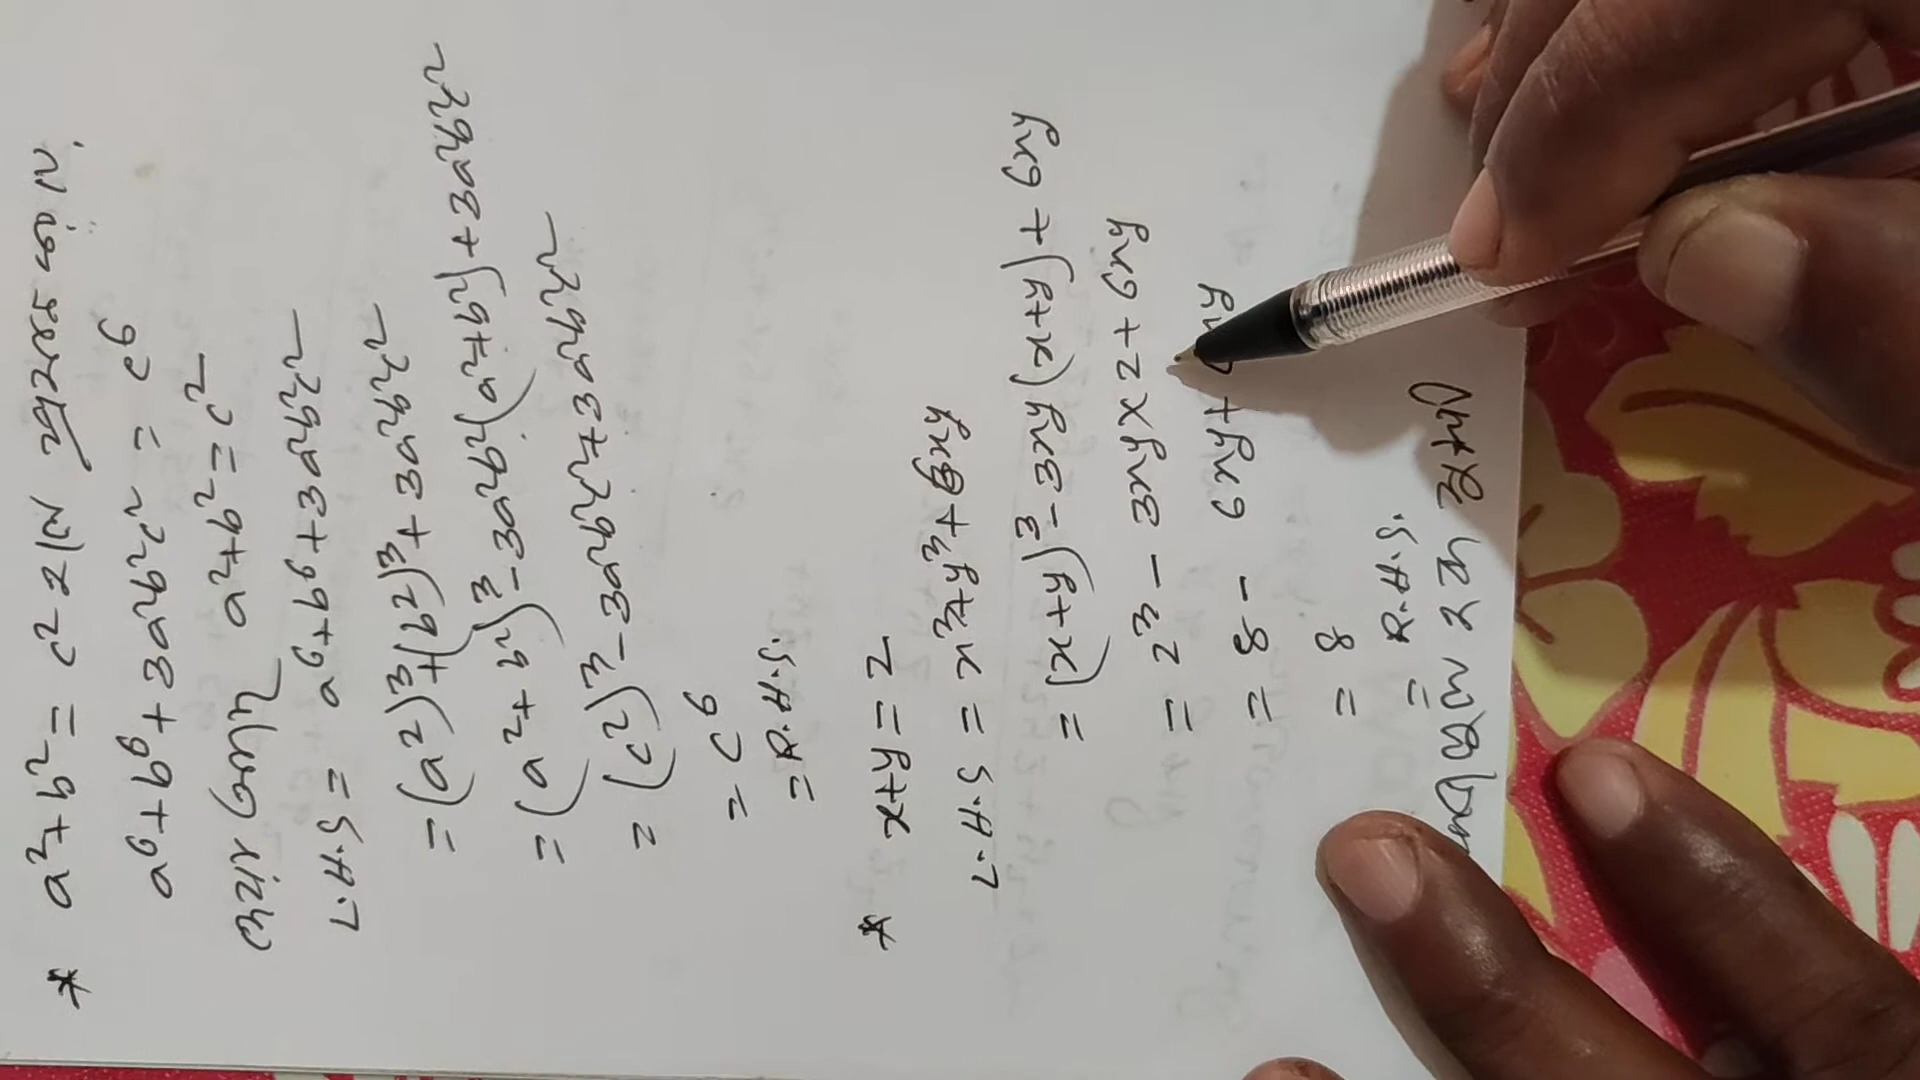 * a²+b² = c² হলে প্রমাণ কর যে.
a⁶+b⁶+3a²b²c² = c⁶
a²+b²=c²
L.H.S = a⁶+b⁶+3a²b²c²
= (a²)³+(b²)³+3a²b²c²
= (a²+b²)³-3a²b²(a²+b²)+3a²b²c²
= (c²)³-3a²b²c²+3a²b²c²
= c⁶
= R.H.S.
* x+y=2
L.H.S = x³+y³+6xy
= (x+y)³-3xy(x+y)+6xy
= 2³-3xy×2+6xy
= 8-6xy+6xy
= 8
= R.H.S.